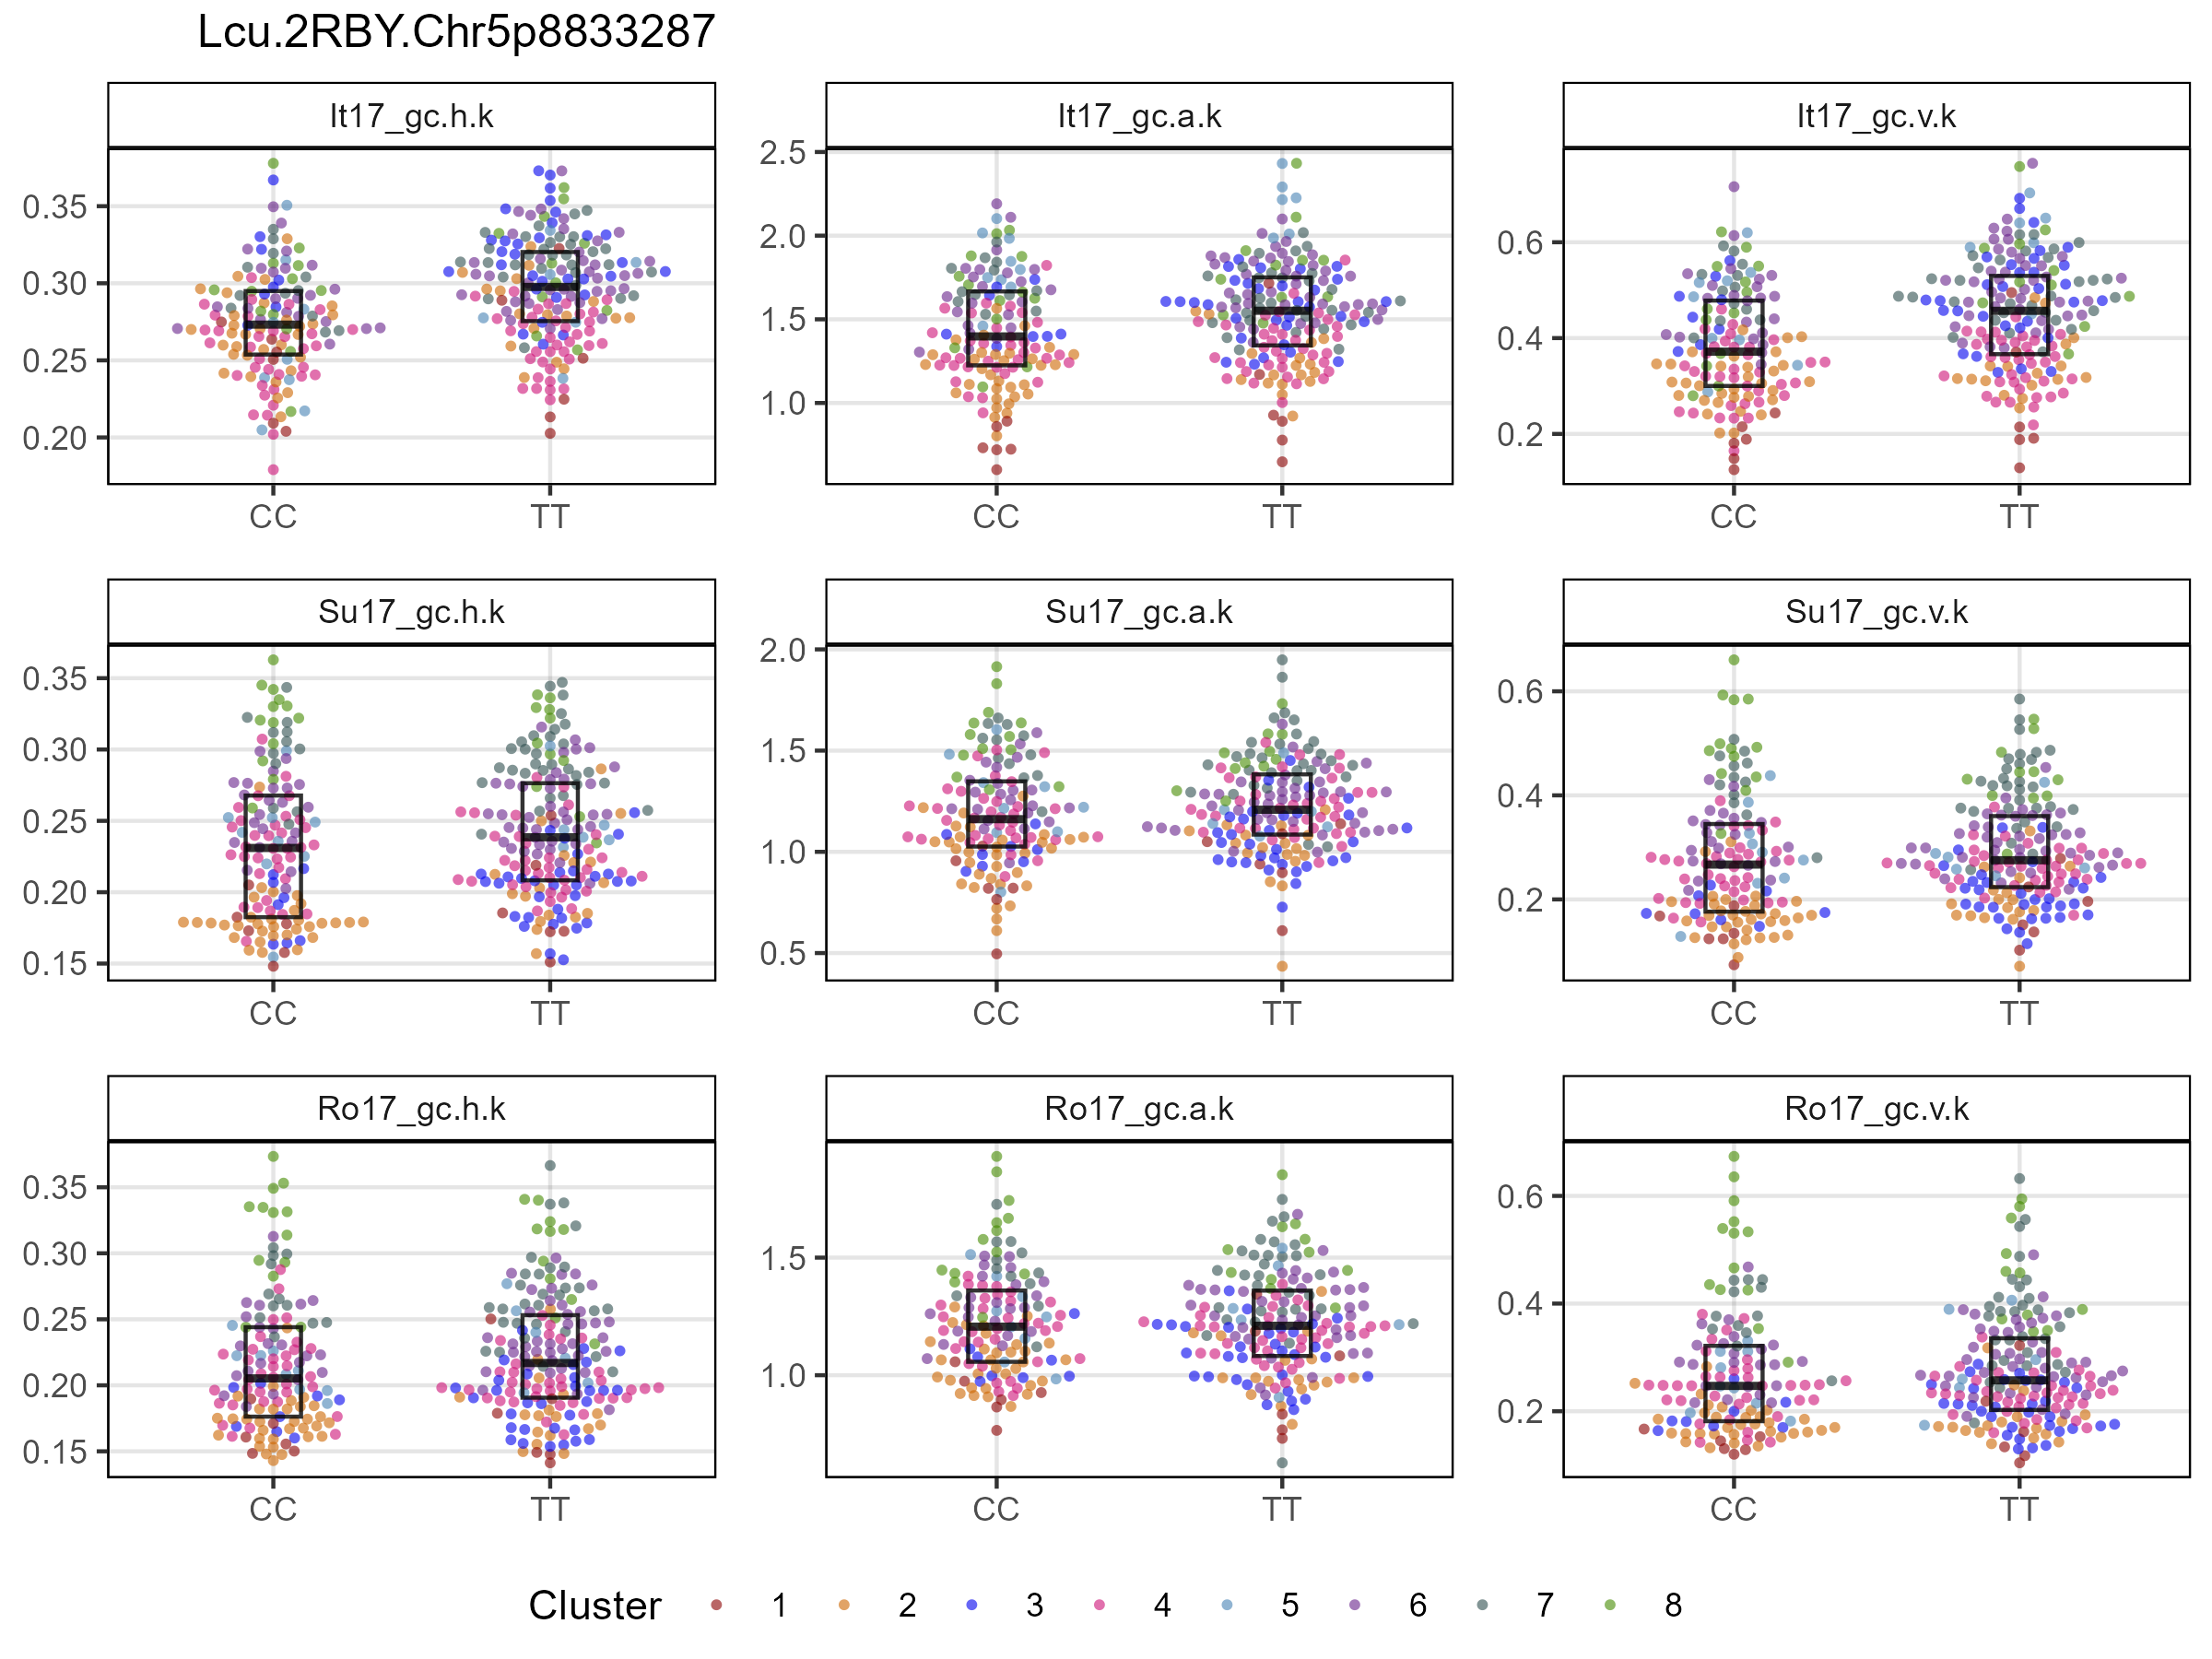 Lcu.2RBY.Chr5p8833287
It17_gc.h.k
It17_gc.a.k
It17_gc.v.k
0.35
0.30
0.25
0.20
CC
TT
2.5
2.0
1.5
1.0
CC
TT
0.6
0.4
0.2
CC
TT
Su17_gc.h.k
Su17_gc.a.k
Su17_gc.v.k
0.35
0.30
0.25
0.20
0.15
CC
TT
2.0
1.5
1.0
0.5
CC
TT
0.6
0.4
0.2
CC
TT
Ro17_gc.h.k
Ro17_gc.a.k
Ro17_gc.v.k
0.35
0.30
0.25
0.20
0.15
CC
TT
1.5
1.0
CC
TT
0.6
0.4
0.2
CC
TT
Cluster 1 2 3 4 5 6 7 8